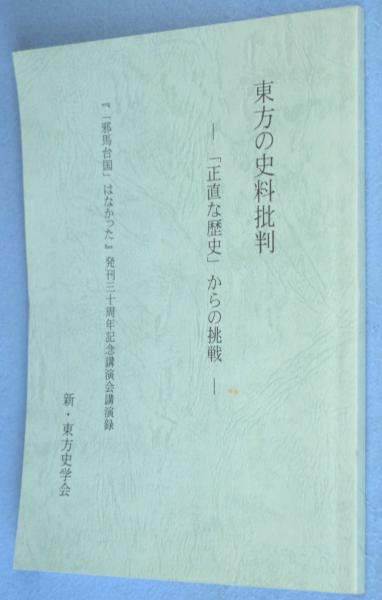 東方の史料批判
―「正直な歴史」からの挑戦―
『「邪馬台国」はなかった』発刊三十周年記念講演会講演録
新・東方史学会